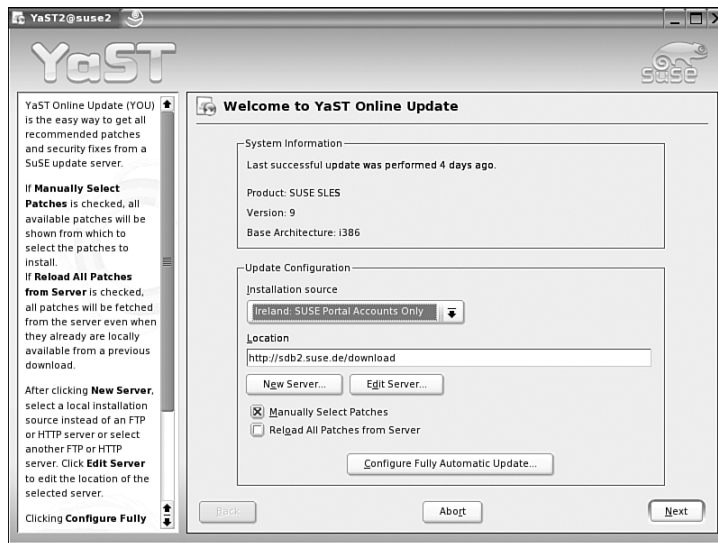 YaST2@suse2
YaST
suse
YaST Online Update (YOU)
is the easy way to get all
recommended patches
and security fixes from a
SuSE update server.
If Manually Select
Patches is checked, all
available patches will be
shown from which to
select the patches to
install.
If Reload All Patches
from Server is checked,
all patches will be fetched
from the server even when
they already are locally
available from a previous
download.
After clicking New Server,
select a local installation
source instead of an FTP
or HTTP server or select
another FTP or HTTP
server. Click Edit Server
to edit the location of the
selected server.
Clicking Configure Fully
Welcome to YaST Online Update
System Information
Last successful update was performed 4 days ago.
Product: SUSE SLES
Version: 9
Base Architecture: i386
Update Configuration
Installation source
Ireland: SUSE Portal Accounts Only
Location
http://sdb2.suse.de/download
New Server...
Edit Server...
Manually Select Patches
Reload All Patches from Server
Configure Fully Automatic Update...
Back
Abort
Next